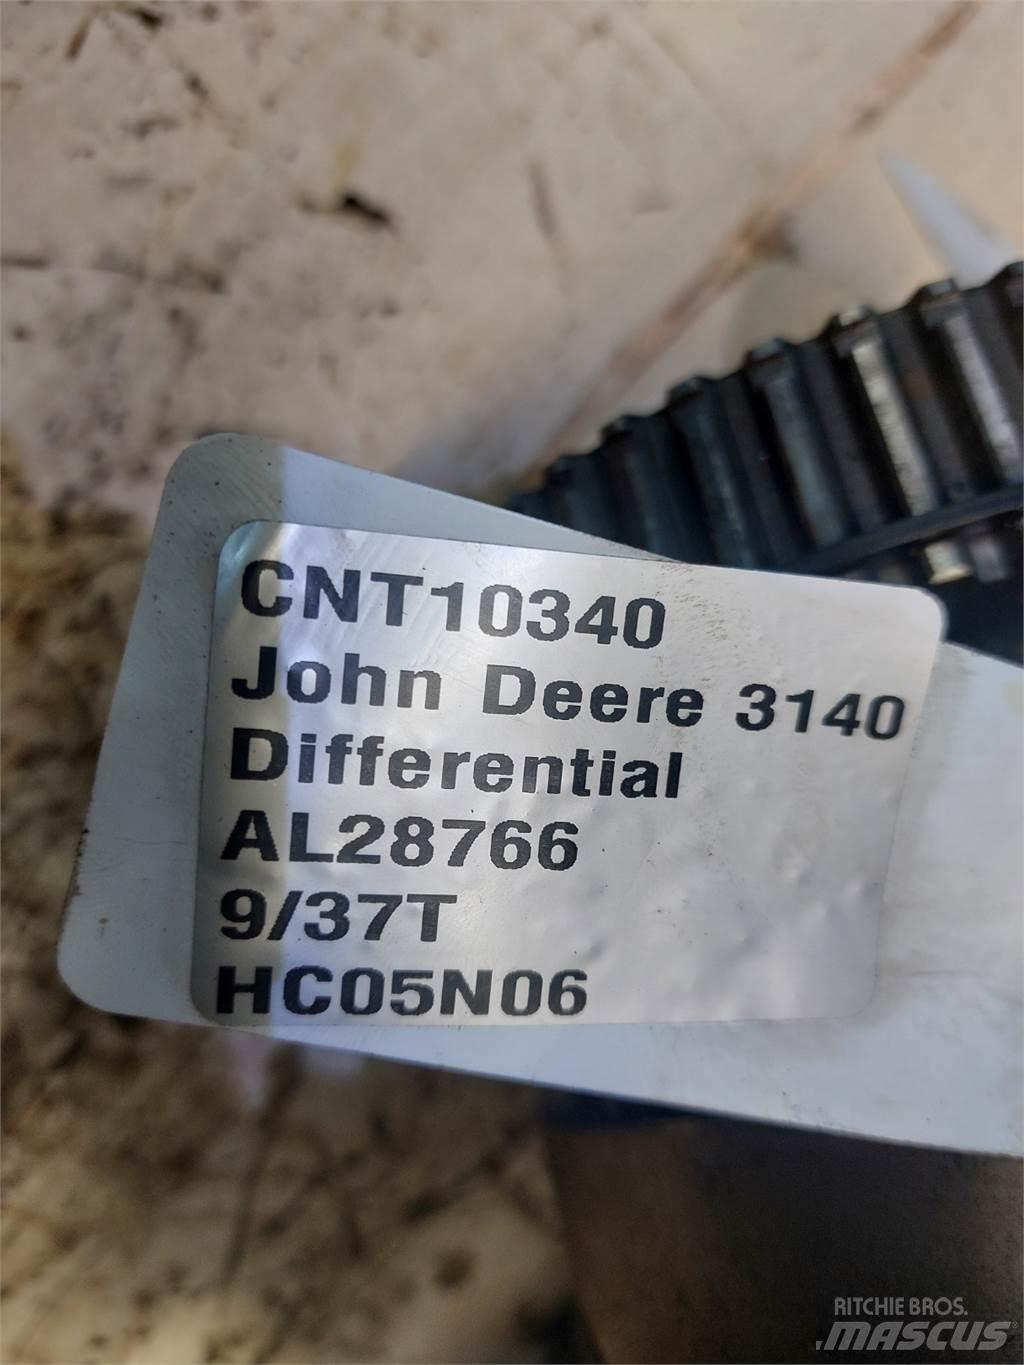 CNT10340
John Deere 3140
Differential
AL28766
9/37T
HC05N06
RITCHIE BROS.
MASCUS